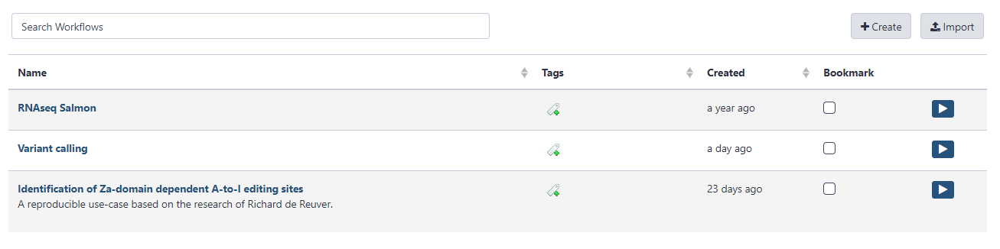 Search Workflows
Create
Import
Name
Tags
Created
Bookmark
RNAseq Salmon
a year ago
Variant calling
a day ago
Identification of Za-domain dependent A-to-I editing sites
23 days ago
A reproducible use-case based on the research of Richard de Reuver.